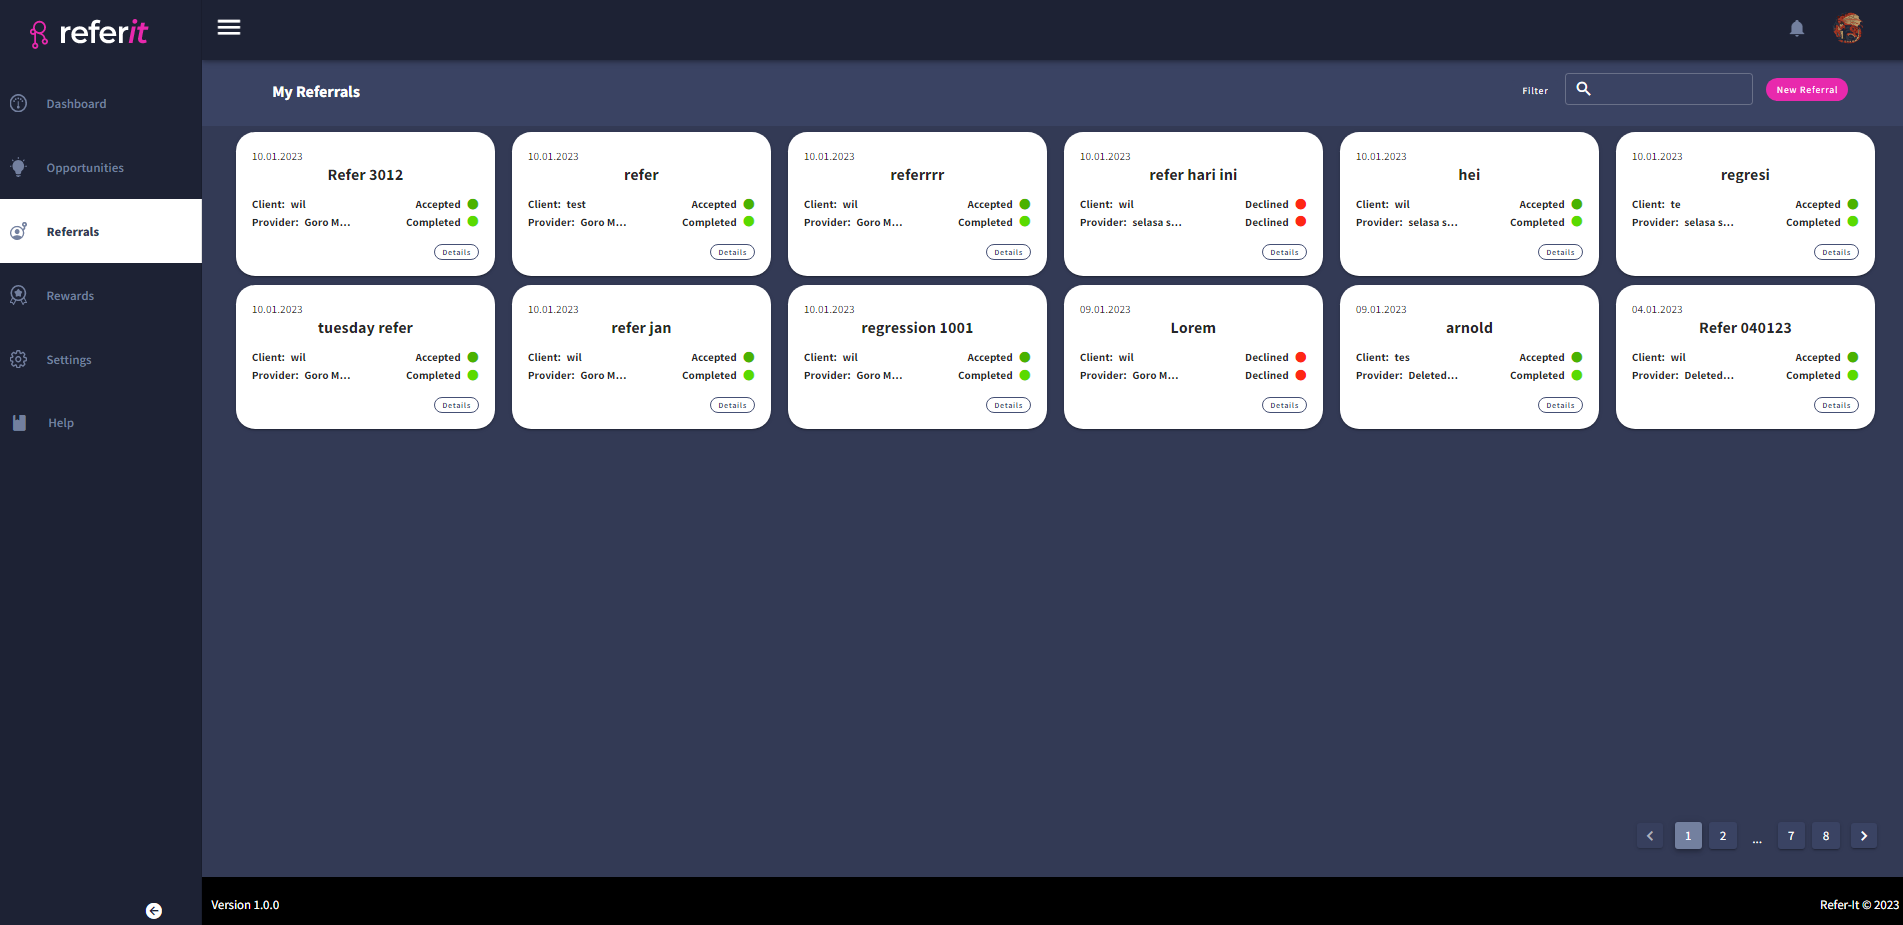 referit
Dashboard
Opportunities
Referrals
Rewards
Settings
Help
My Referrals
Filter
New Referral
10.01.2023
Refer 3012
Client: wil Accepted
Provider: Goro M... Completed
Details
10.01.2023
refer
Client: test Accepted
Provider: Goro M... Completed
Details
10.01.2023
referrrr
Client: wil Accepted
Provider: Goro M... Completed
Details
10.01.2023
refer hari ini
Client: wil Declined
Provider: selasa s... Declined
Details
10.01.2023
hei
Client: wil Accepted
Provider: selasa s... Completed
Details
10.01.2023
regresi
Client: te Accepted
Provider: selasa s... Completed
Details
10.01.2023
tuesday refer
Client: wil Accepted
Provider: Goro M... Completed
Details
10.01.2023
refer jan
Client: wil Accepted
Provider: Goro M... Completed
Details
10.01.2023
regression 1001
Client: wil Accepted
Provider: Goro M... Completed
Details
09.01.2023
Lorem
Client: wil Declined
Provider: Goro M... Declined
Details
09.01.2023
arnold
Client: tes Accepted
Provider: Deleted... Completed
Details
04.01.2023
Refer 040123
Client: wil Accepted
Provider: Deleted... Completed
Details
1 2 ... 7 8
Version 1.0.0
Refer-It © 2023